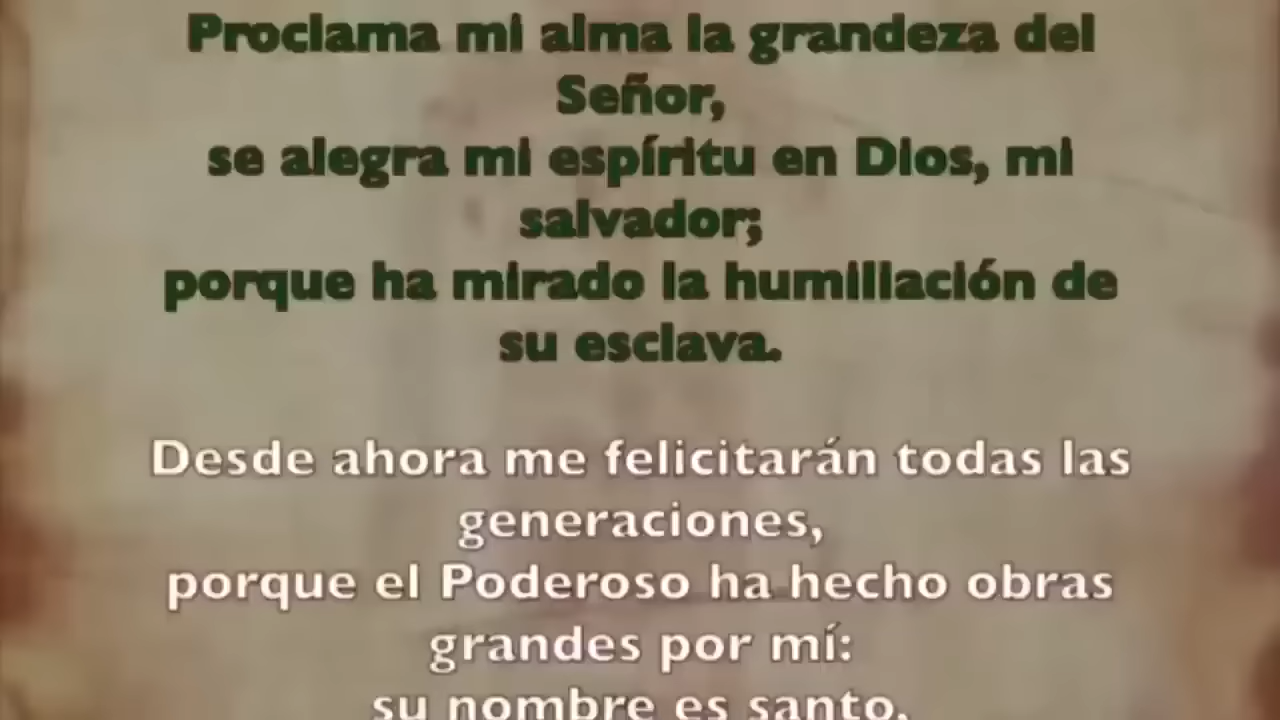 Proclama mi alma la grandeza del
Señor,
se alegra mi espíritu en Dios, mi
salvador;
porque ha mirado la humillación de
su esclava.
Desde ahora me felicitarán todas las
generaciones,
porque el Poderoso ha hecho obras
grandes por mí:
su nombre es santo,